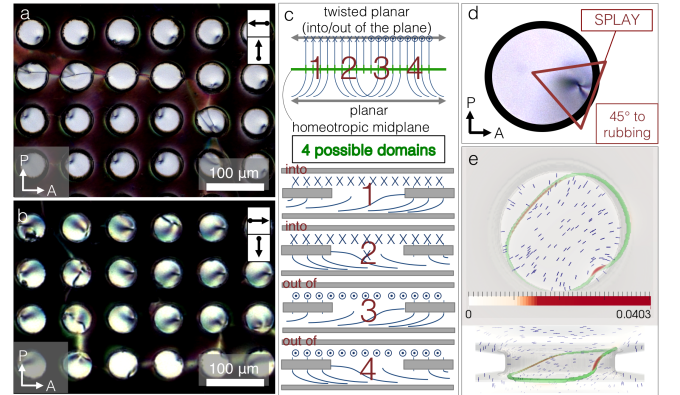 a
P
A
100 µm
b
P
A
100 µm
c
twisted planar
(into/out of the plane)
1 2 3 4
planar
homeotropic midplane
4 possible domains
into
1
into
2
out of
3
out of
4
d
SPLAY
P
A
45° to
rubbing
e
0
0.0403